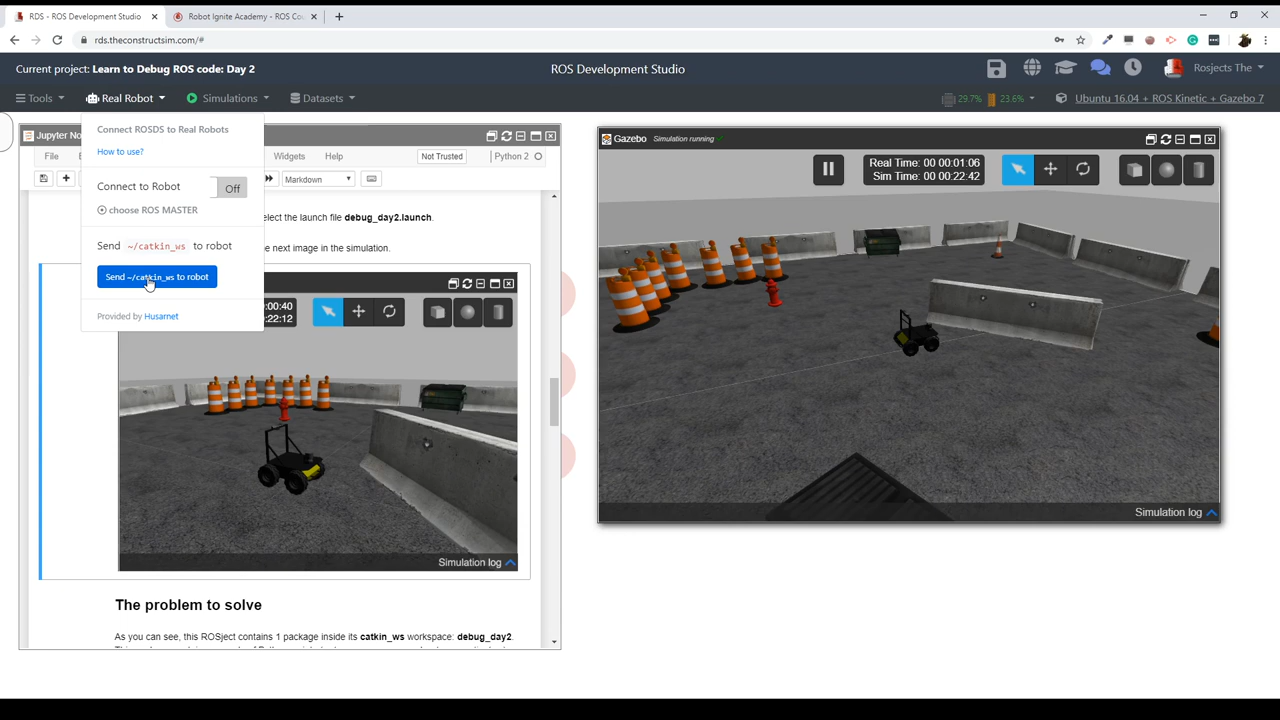 RDS - ROS Development Studio
Robot Ignite Academy - ROS Cou
rds.theconstructsim.com/#
Current project: Learn to Debug ROS code: Day 2
ROS Development Studio
Rosjects The
Tools
Real Robot
Simulations
Datasets
29.7%
23.6%
Ubuntu 16.04 + ROS Kinetic + Gazebo 7
Connect ROSDS to Real Robots
How to use?
Connect to Robot
Off
choose ROS MASTER
Send ~/catkin_ws to robot
Send ~/catkin_ws to robot
Provided by Husarnet
Jupyter No
File
Widgets
Help
Not Trusted
Python 2
Markdown
elect the launch file debug_day2.launch.
e next image in the simulation.
:00:40
:22:12
Simulation log
The problem to solve
As you can see, this ROSject contains 1 package inside its catkin_ws workspace: debug_day2.
Gazebo
Simulation running
Real Time: 00 00:01:06
Sim Time: 00 00:22:42
Simulation log